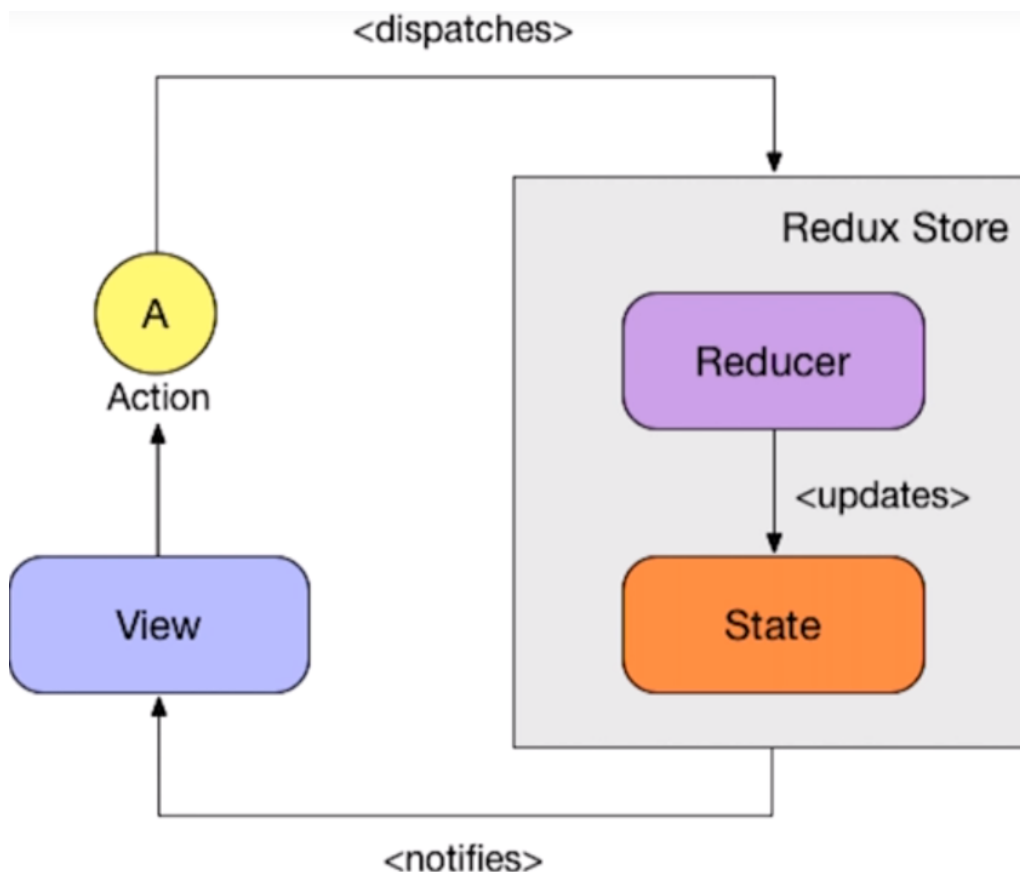 <dispatches>
Redux Store
A
Reducer
Action
<updates>
View
State
<notifies>